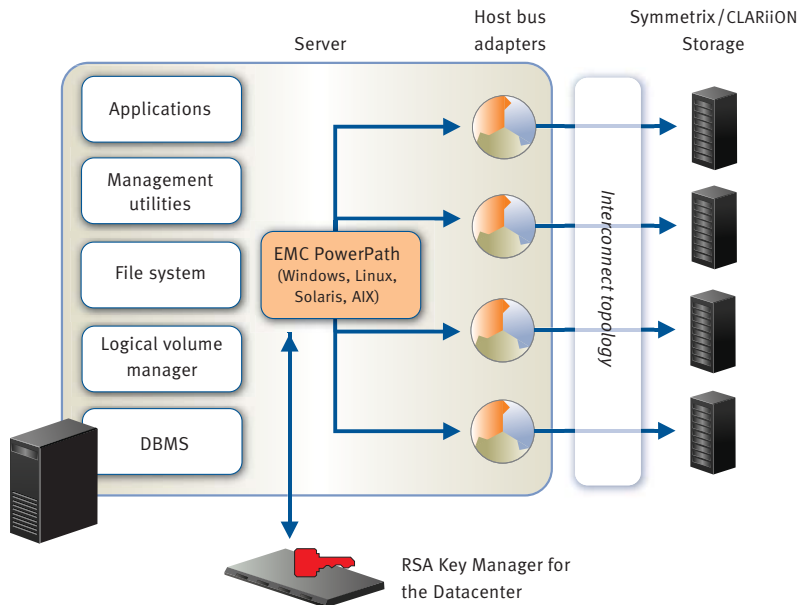 Server
Host bus
adapters
Symmetrix/CLARiiON
Storage
Applications
Management
utilities
File system
Logical volume
manager
DBMS
EMC PowerPath
(Windows, Linux,
Solaris, AIX)
Interconnect topology
RSA Key Manager for
the Datacenter